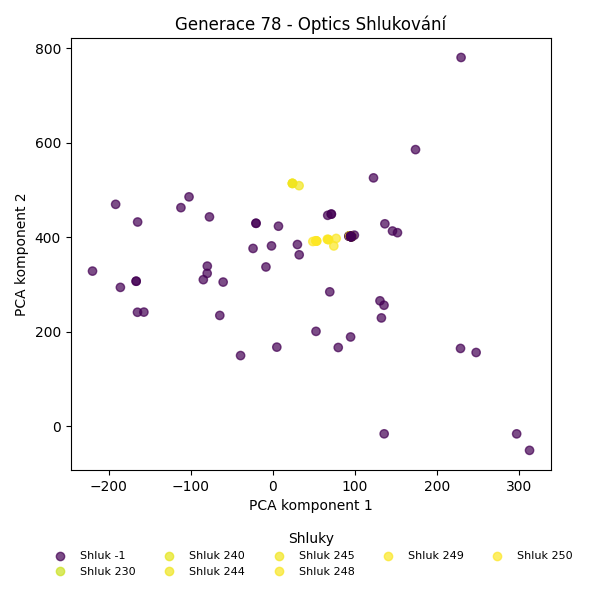 Generace 78 - Optics Shlukování
800
600
400
200
0
PCA komponent 2
−200
−100
0
100
200
300
PCA komponent 1
Shluky
Shluk -1
Shluk 240
Shluk 245
Shluk 249
Shluk 250
Shluk 230
Shluk 244
Shluk 248